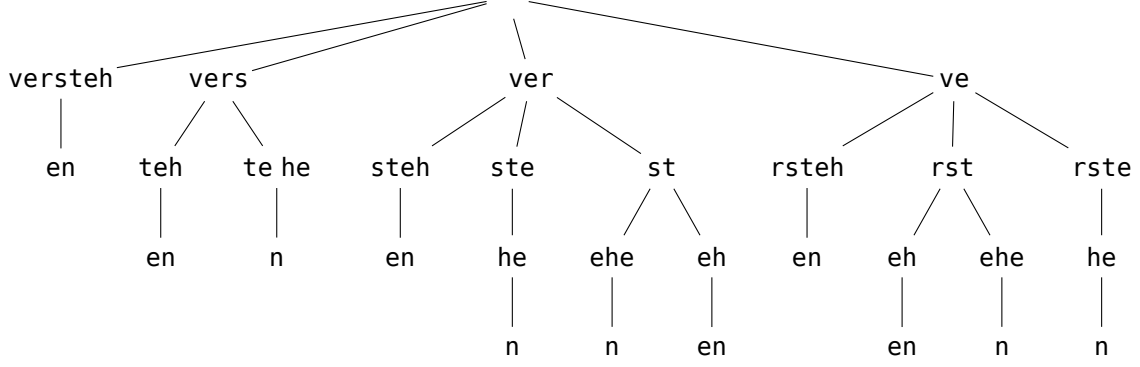 versteh vers ver ve
en teh te he steh ste st rsteh rst rste
en n en he ehe eh en eh ehe he
n n en en n n